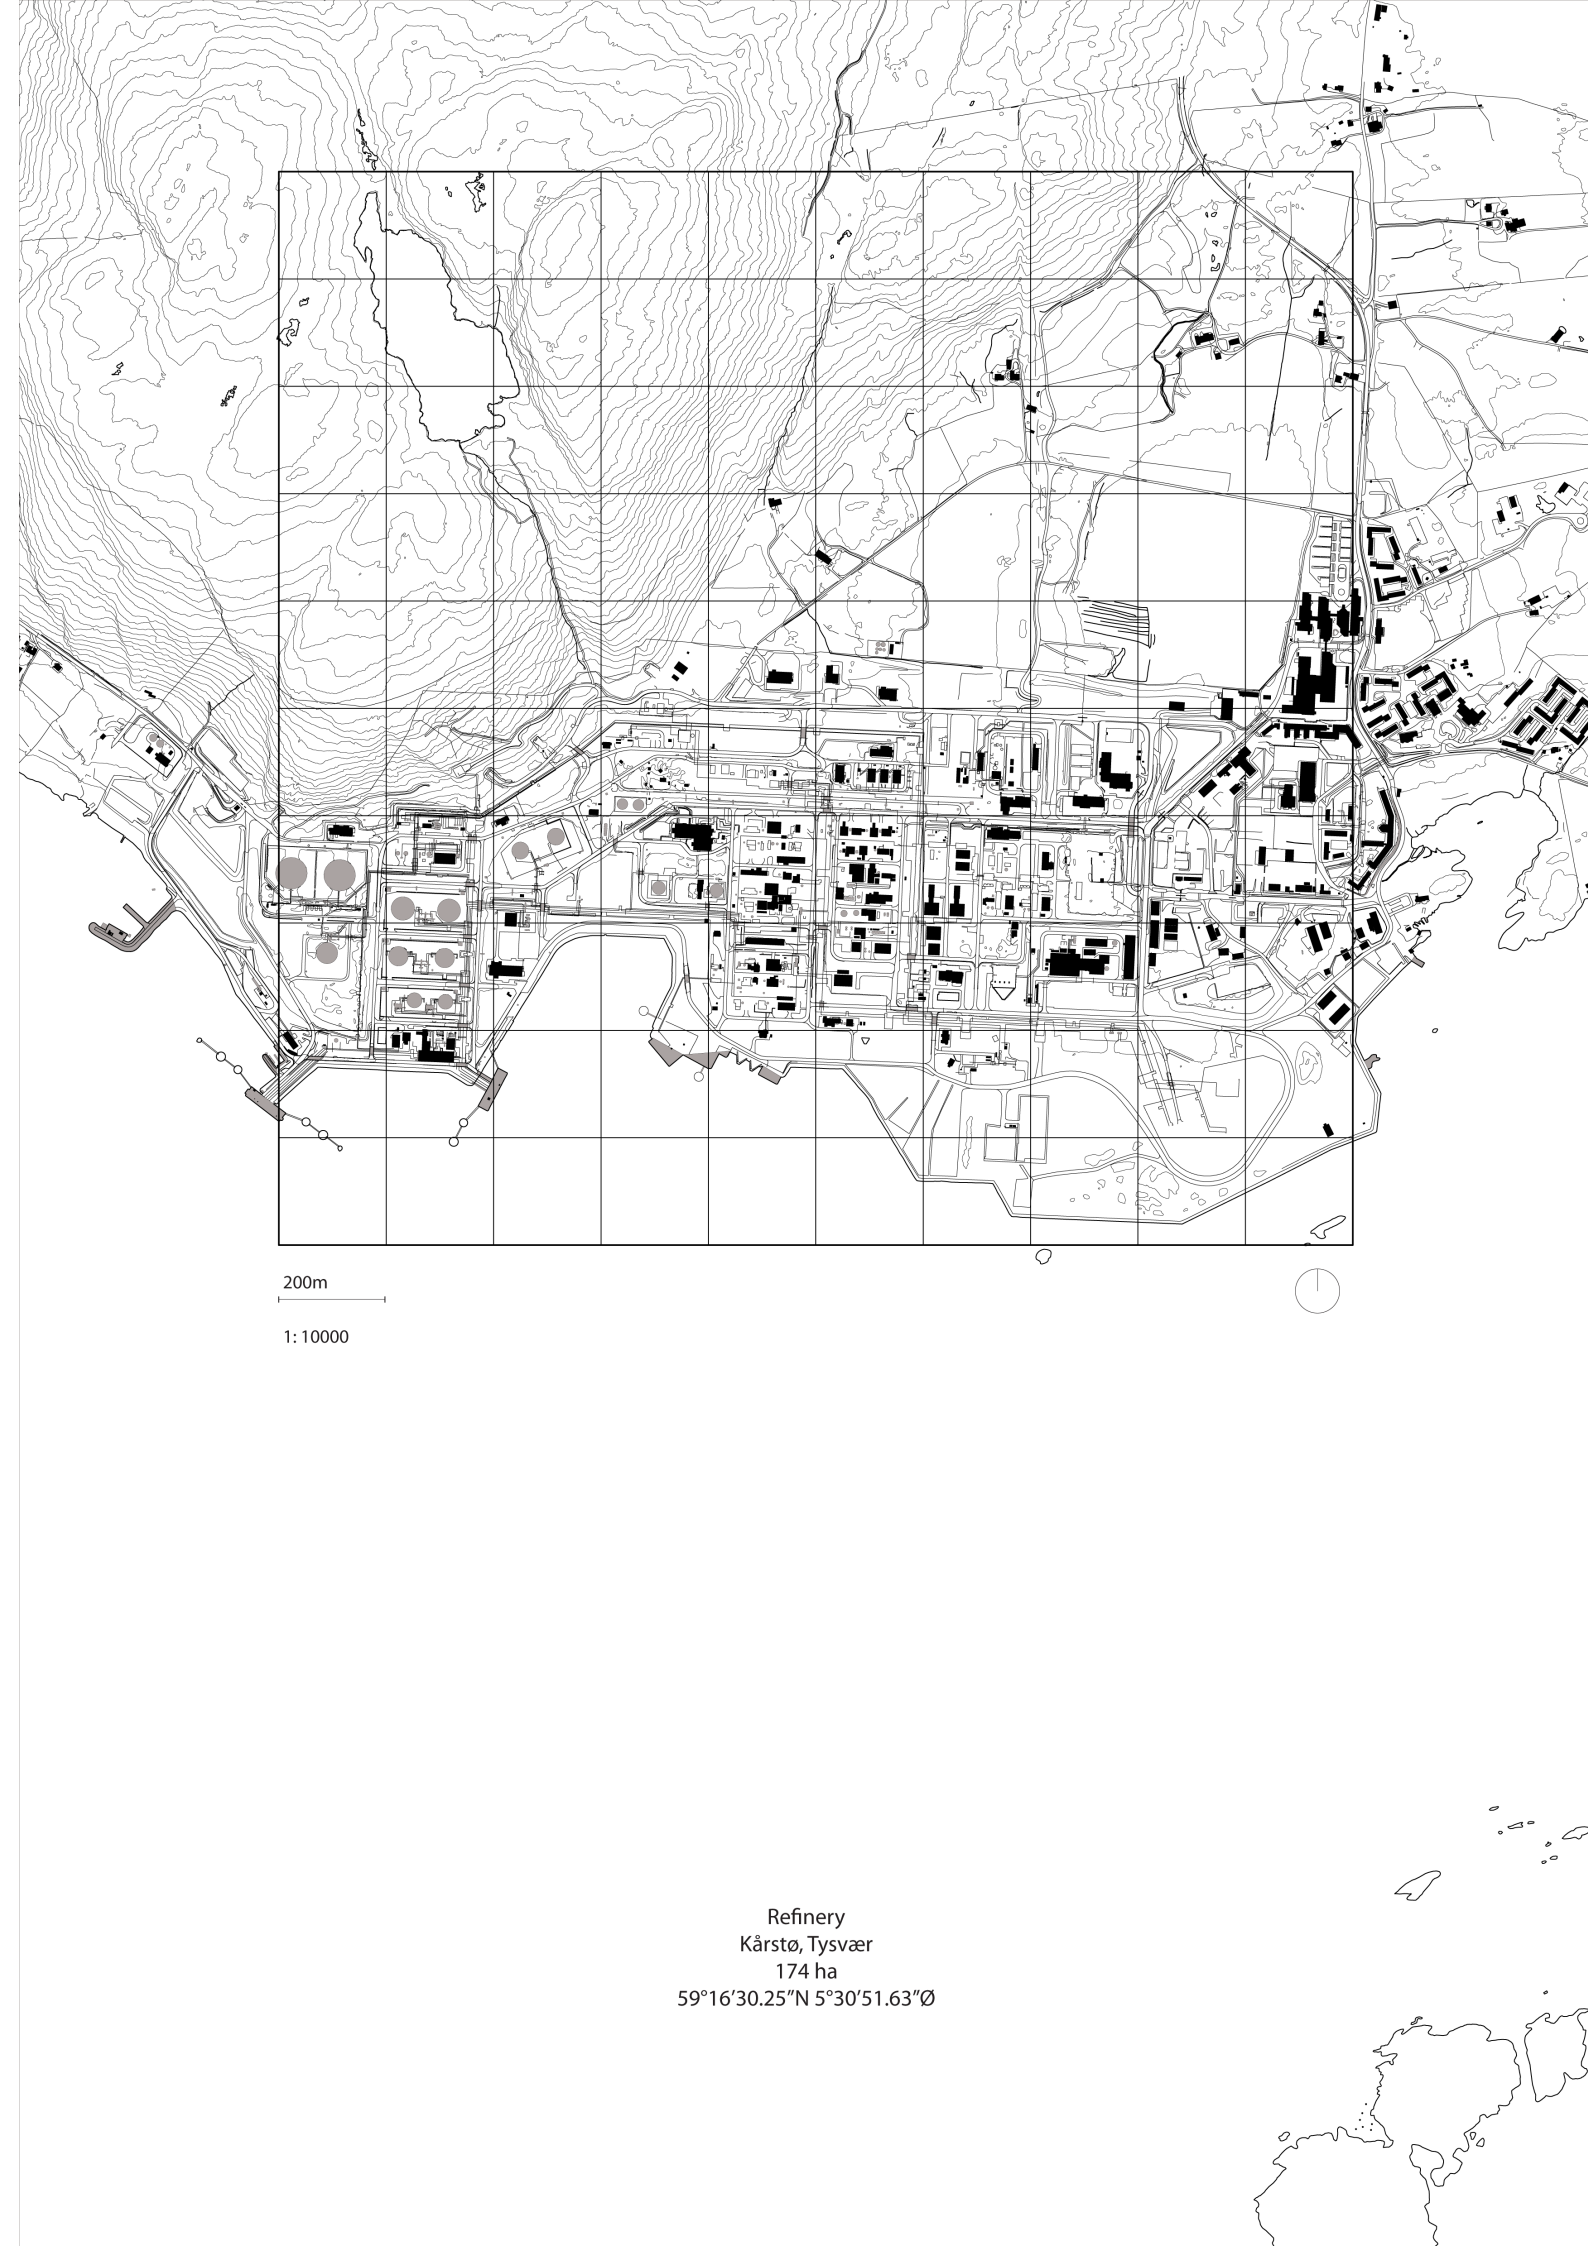 200m
1: 10000
Refinery
Kårstø, Tysvær
174 ha
59°16’30.25”N 5°30’51.63”Ø